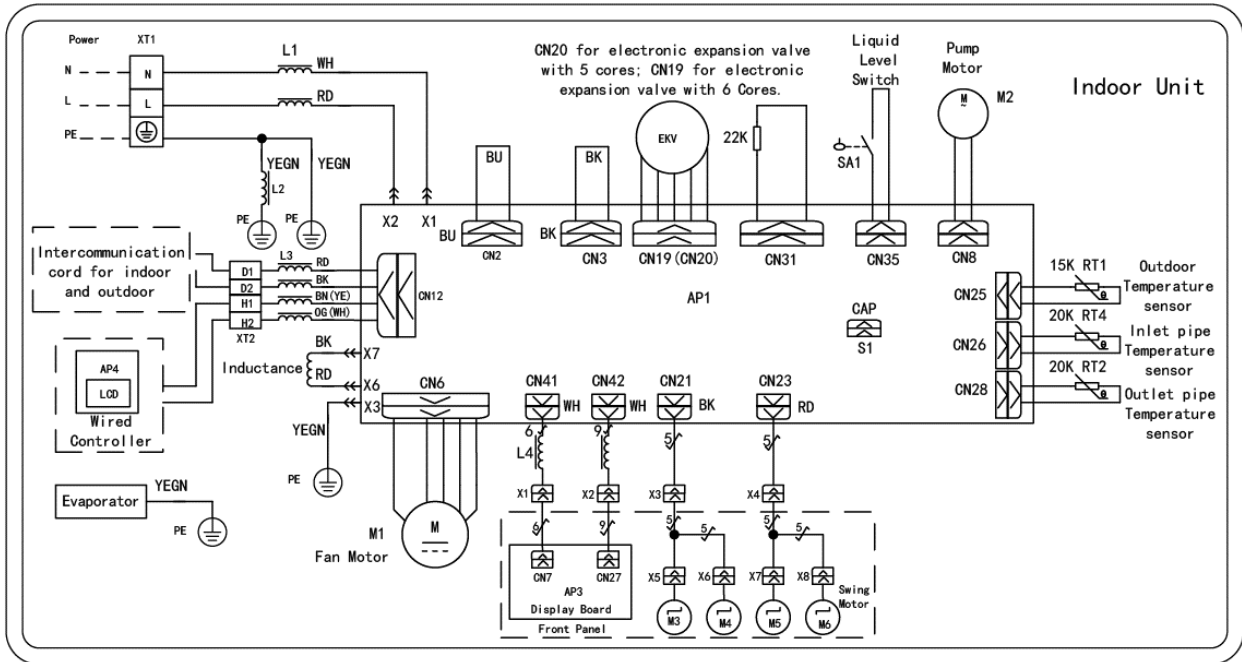 Indoor Unit
Power
XT1
N
N
L
L
PE
L1
WH
RD
YEGN
YEGN
L2
PE
PE
CN20 for electronic expansion valve
with 5 cores; CN19 for electronic
expansion valve with 6 Cores.
EKV
22K
Liquid
Level
Switch
SA1
Pump
Motor
M
~
M2
X2
X1
BU
BU
CN2
BK
BK
CN3
CN19(CN20)
CN31
CN35
CN8
Intercommunication
cord for indoor
and outdoor
D1
D2
H1
H2
XT2
L3
RD
BK
BN(YE)
OG(WH)
CN12
AP1
CAP
S1
CN25
15K RT1
θ
Outdoor
Temperature
sensor
CN26
20K RT4
θ
Inlet pipe
Temperature
sensor
CN28
20K RT2
θ
Outlet pipe
Temperature
sensor
AP4
LCD
Wired
Controller
Inductance
BK
RD
X7
X6
X3
YEGN
PE
CN6
CN41
WH
CN42
WH
CN21
BK
CN23
RD
6
9
5
5
L4
X1
X2
X3
X4
Evaporator
YEGN
PE
M1
Fan Motor
M
6
9
5
5
5
5
CN7
CN27
AP3
Display Board
Front Panel
X5
X6
X7
X8
Swing
Motor
M3
M4
M5
M6